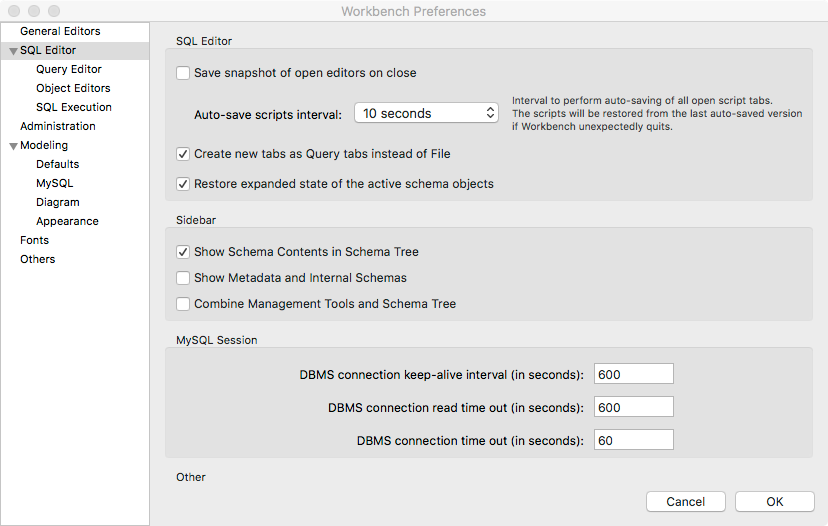 Workbench Preferences
General Editors
SQL Editor
Query Editor
Object Editors
SQL Execution
Administration
Modeling
Defaults
MySQL
Diagram
Appearance
Fonts
Others
SQL Editor
Save snapshot of open editors on close
Auto-save scripts interval: 10 seconds
Interval to perform auto-saving of all open script tabs.
The scripts will be restored from the last auto-saved version
if Workbench unexpectedly quits.
Create new tabs as Query tabs instead of File
Restore expanded state of the active schema objects
Sidebar
Show Schema Contents in Schema Tree
Show Metadata and Internal Schemas
Combine Management Tools and Schema Tree
MySQL Session
DBMS connection keep-alive interval (in seconds): 600
DBMS connection read time out (in seconds): 600
DBMS connection time out (in seconds): 60
Other
Cancel OK